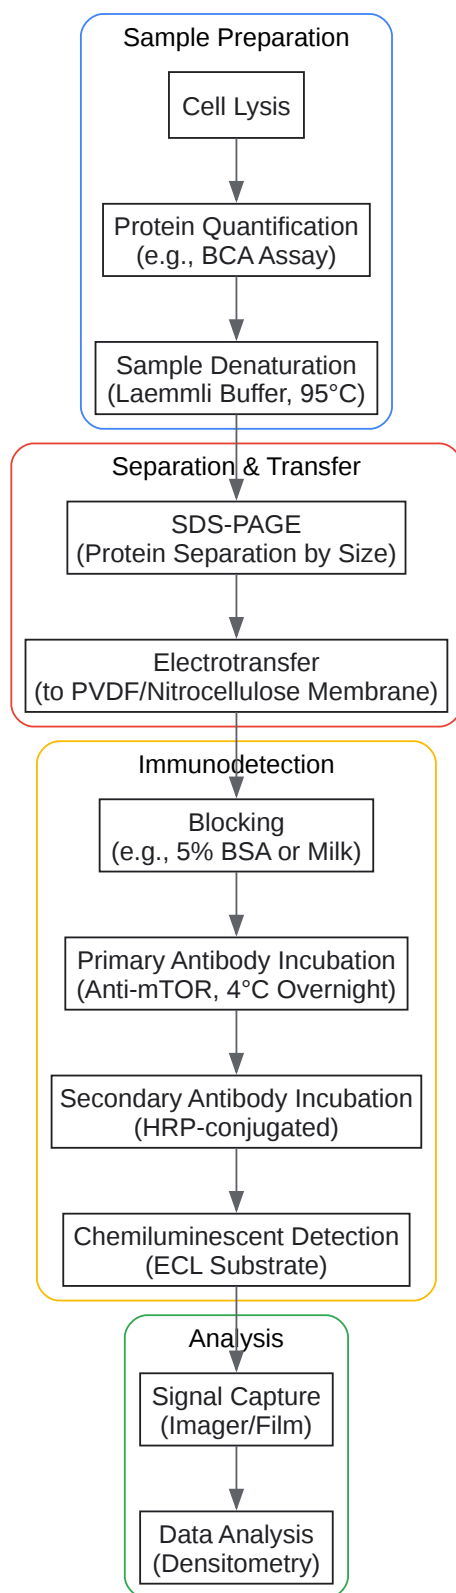 Sample Preparation
Cell Lysis
Protein Quantification
(e.g., BCA Assay)
Sample Denaturation
(Laemmli Buffer, 95°C)
Separation & Transfer
SDS-PAGE
(Protein Separation by Size)
Electrotransfer
(to PVDF/Nitrocellulose Membrane)
Immunodetection
Blocking
(e.g., 5% BSA or Milk)
Primary Antibody Incubation
(Anti-mTOR, 4°C Overnight)
Secondary Antibody Incubation
(HRP-conjugated)
Chemiluminescent Detection
(ECL Substrate)
Analysis
Signal Capture
(Imager/Film)
Data Analysis
(Densitometry)